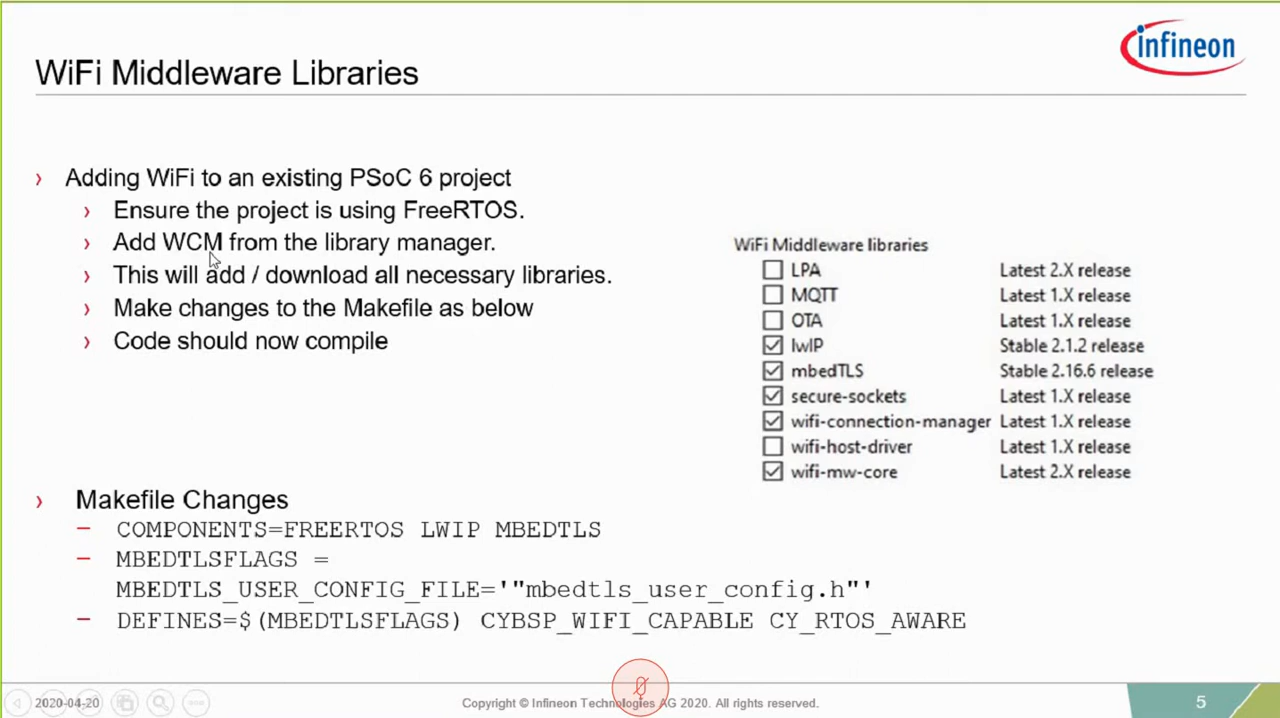 infineon
WiFi Middleware Libraries
Adding WiFi to an existing PSoC 6 project
Ensure the project is using FreeRTOS.
Add WCM from the library manager.
This will add / download all necessary libraries.
Make changes to the Makefile as below
Code should now compile
WiFi Middleware libraries
LPA Latest 2.X release
MQTT Latest 1.X release
OTA Latest 1.X release
lwIP Stable 2.1.2 release
mbedTLS Stable 2.16.6 release
secure-sockets Latest 1.X release
wifi-connection-manager Latest 1.X release
wifi-host-driver Latest 1.X release
wifi-mw-core Latest 2.X release
Makefile Changes
COMPONENTS=FREERTOS LWIP MBEDTLS
MBEDTLSFLAGS =
MBEDTLS_USER_CONFIG_FILE='"mbedtls_user_config.h"'
DEFINES=$(MBEDTLSFLAGS) CYBSP_WIFI_CAPABLE CY_RTOS_AWARE
2020-04-20
Copyright © Infineon Technologies AG 2020. All rights reserved.
5